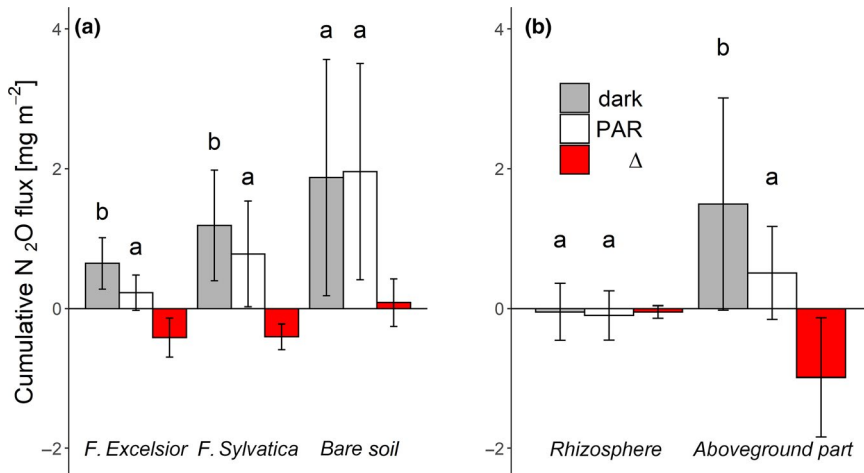 (a)
Cumulative N₂O flux [mg m⁻²]
4
2
0
−2
b
a
b
a
a
a
F. Excelsior
F. Sylvatica
Bare soil
(b)
4
2
0
−2
dark
PAR
Δ
a
a
b
a
Rhizosphere
Aboveground part